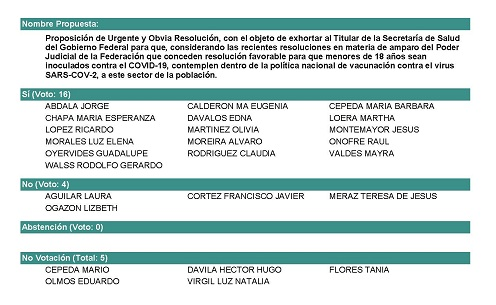 Nombre Propuesta:
Proposición de Urgente y Obvia Resolución, con el objeto de exhortar al Titular de la Secretaría de Salud
del Gobierno Federal para que, considerando las recientes resoluciones en materia de amparo del Poder
Judicial de la Federación que conceden resolución favorable para que menores de 18 años sean
inoculados contra el COVID-19, contemplen dentro de la política nacional de vacunación contra el virus
SARS-COV-2, a este sector de la población.
Sí (Voto: 16)
ABDALA JORGE CALDERON MA EUGENIA CEPEDA MARIA BARBARA
CHAPA MARIA ESPERANZA DAVALOS EDNA LOERA MARTHA
LOPEZ RICARDO MARTINEZ OLIVIA MONTEMAYOR JESUS
MORALES LUZ ELENA MOREIRA ALVARO ONOFRE RAUL
OYERVIDES GUADALUPE RODRIGUEZ CLAUDIA VALDES MAYRA
WALSS RODOLFO GERARDO
No (Voto: 4)
AGUILAR LAURA CORTEZ FRANCISCO JAVIER MERAZ TERESA DE JESUS
OGAZON LIZBETH
Abstención (Voto: 0)
No Votación (Total: 5)
CEPEDA MARIO DAVILA HECTOR HUGO FLORES TANIA
OLMOS EDUARDO VIRGIL LUZ NATALIA